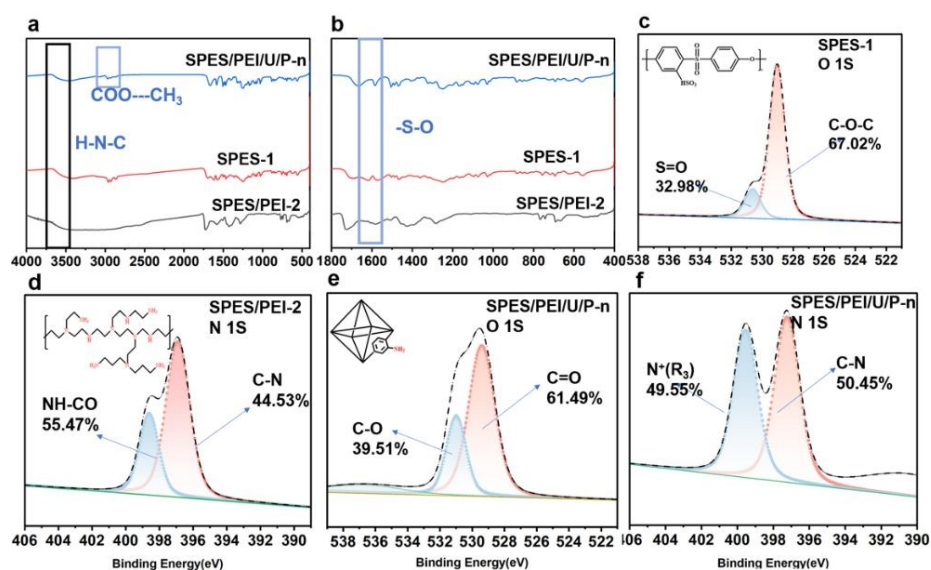 a
SPES/PEI/U/P-n
COO---CH3
H-N-C
SPES-1
SPES/PEI-2
4000 3500 3000 2500 2000 1500 1000 500
b
SPES/PEI/U/P-n
-S-O
SPES-1
SPES/PEI-2
1800 1600 1400 1200 1000 800 600 400
c
SPES-1
O 1S
C-O-C
67.02%
S=O
32.98%
538 536 534 532 530 528 526 524 522
d
SPES/PEI-2
N 1S
NH-CO
55.47%
C-N
44.53%
406 404 402 400 398 396 394 392 390
Binding Energy(eV)
e
SPES/PEI/U/P-n
O 1S
C=O
61.49%
C-O
39.51%
538 536 534 532 530 528 526 524 522
Binding Energy(eV)
f
SPES/PEI/U/P-n
N 1S
N+(R3)
49.55%
C-N
50.45%
404 402 400 398 396 394 392 390
Binding Energy(eV)